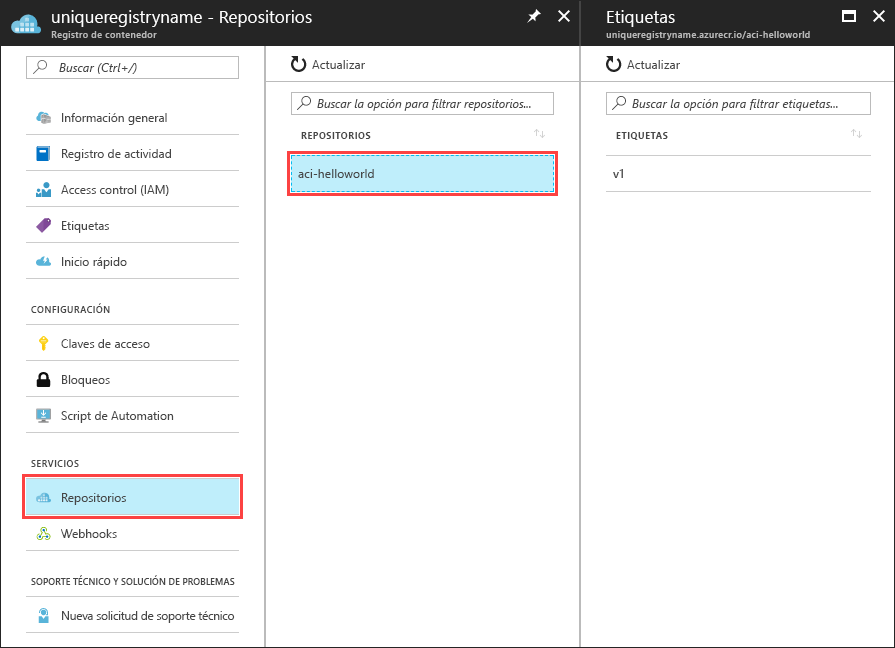 uniqueregistryname - Repositorios
Registro de contenedor
Buscar (Ctrl+/)
Información general
Registro de actividad
Access control (IAM)
Etiquetas
Inicio rápido
CONFIGURACIÓN
Claves de acceso
Bloqueos
Script de Automation
SERVICIOS
Repositorios
Webhooks
SOPORTE TÉCNICO Y SOLUCIÓN DE PROBLEMAS
Nueva solicitud de soporte técnico
Actualizar
Buscar la opción para filtrar repositorios...
REPOSITORIOS
aci-helloworld
Etiquetas
uniqueregistryname.azurecr.io/aci-helloworld
Actualizar
Buscar la opción para filtrar etiquetas...
ETIQUETAS
v1